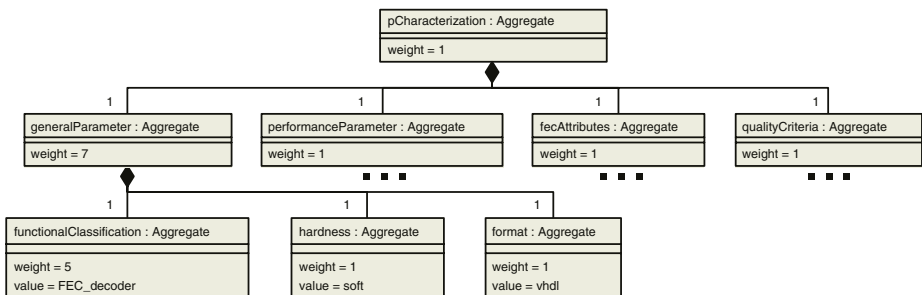 pCharacterization : Aggregate
weight = 1
1
1
1
1
generalParameter : Aggregate
weight = 7
performanceParameter : Aggregate
weight = 1
fecAttributes : Aggregate
weight = 1
qualityCriteria : Aggregate
weight = 1
1
1
1
functionalClassification : Aggregate
weight = 5
value = FEC_decoder
hardness : Aggregate
weight = 1
value = soft
format : Aggregate
weight = 1
value = vhdl